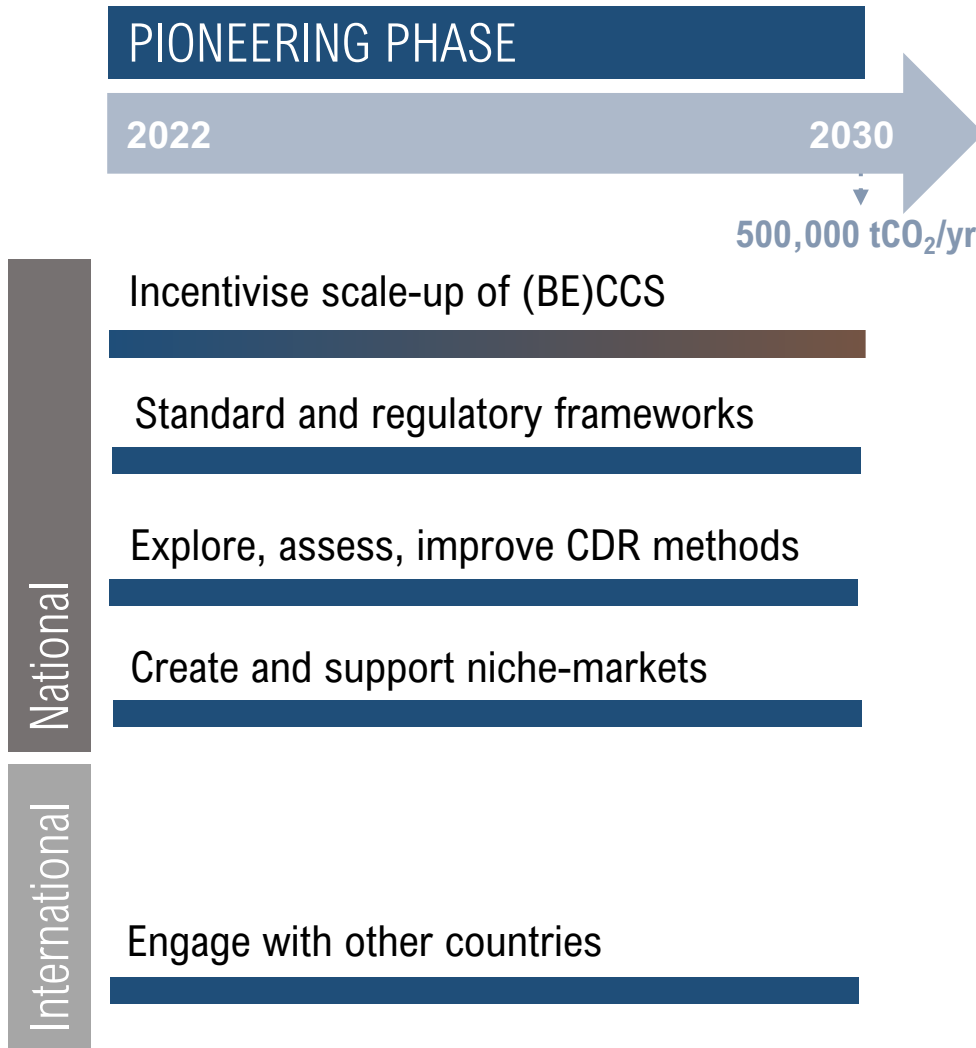 PIONEERING PHASE
2022
2030
500,000 tCO₂/yr
National
Incentivise scale-up of (BE)CCS
Standard and regulatory frameworks
Explore, assess, improve CDR methods
Create and support niche-markets
International
Engage with other countries